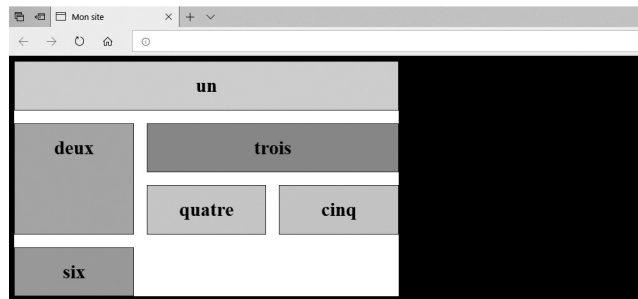 Mon site
un
deux
trois
quatre
cinq
six